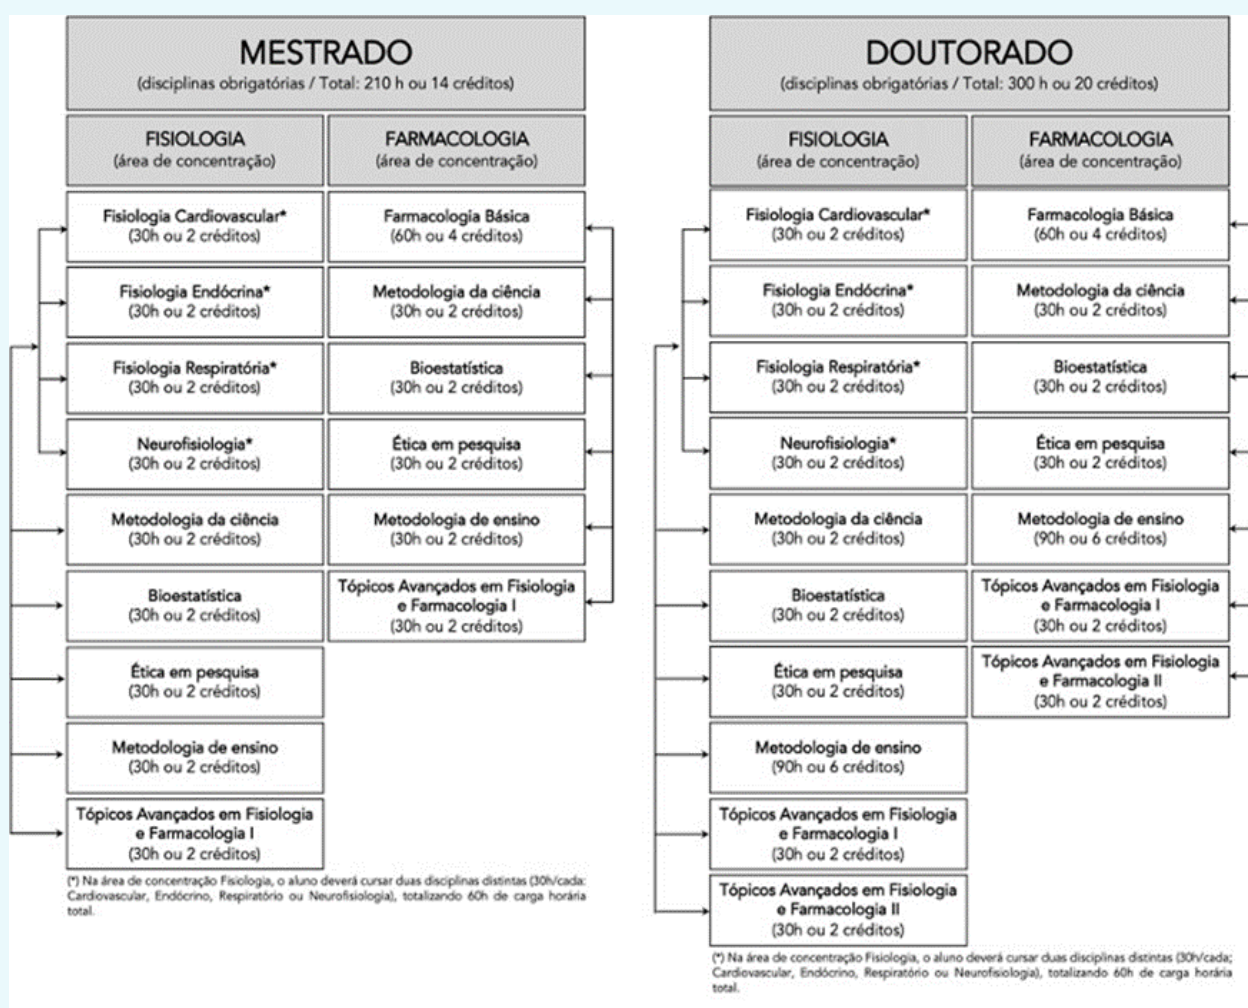 MESTRADO
(disciplinas obrigatórias / Total: 210 h ou 14 créditos)
FISIOLOGIA
(área de concentração)
FARMACOLOGIA
(área de concentração)
Fisiologia Cardiovascular*
(30h ou 2 créditos)
Farmacologia Básica
(60h ou 4 créditos)
Fisiologia Endócrina*
(30h ou 2 créditos)
Metodologia da ciência
(30h ou 2 créditos)
Fisiologia Respiratória*
(30h ou 2 créditos)
Bioestatística
(30h ou 2 créditos)
Neurofisiologia*
(30h ou 2 créditos)
Ética em pesquisa
(30h ou 2 créditos)
Metodologia da ciência
(30h ou 2 créditos)
Metodologia de ensino
(30h ou 2 créditos)
Bioestatística
(30h ou 2 créditos)
Tópicos Avançados em Fisiologia
e Farmacologia I
(30h ou 2 créditos)
Ética em pesquisa
(30h ou 2 créditos)
Metodologia de ensino
(30h ou 2 créditos)
Tópicos Avançados em Fisiologia
e Farmacologia I
(30h ou 2 créditos)
(*) Na área de concentração Fisiologia, o aluno deverá cursar duas disciplinas distintas (30h/cada:
Cardiovascular, Endócrino, Respiratório ou Neurofisiologia), totalizando 60h de carga horária
total.
DOUTORADO
(disciplinas obrigatórias / Total: 300 h ou 20 créditos)
FISIOLOGIA
(área de concentração)
FARMACOLOGIA
(área de concentração)
Fisiologia Cardiovascular*
(30h ou 2 créditos)
Farmacologia Básica
(60h ou 4 créditos)
Fisiologia Endócrina*
(30h ou 2 créditos)
Metodologia da ciência
(30h ou 2 créditos)
Fisiologia Respiratória*
(30h ou 2 créditos)
Bioestatística
(30h ou 2 créditos)
Neurofisiologia*
(30h ou 2 créditos)
Ética em pesquisa
(30h ou 2 créditos)
Metodologia da ciência
(30h ou 2 créditos)
Metodologia de ensino
(90h ou 6 créditos)
Bioestatística
(30h ou 2 créditos)
Tópicos Avançados em Fisiologia
e Farmacologia I
(30h ou 2 créditos)
Ética em pesquisa
(30h ou 2 créditos)
Tópicos Avançados em Fisiologia
e Farmacologia II
(30h ou 2 créditos)
Metodologia de ensino
(90h ou 6 créditos)
Tópicos Avançados em Fisiologia
e Farmacologia I
(30h ou 2 créditos)
Tópicos Avançados em Fisiologia
e Farmacologia II
(30h ou 2 créditos)
(*) Na área de concentração Fisiologia, o aluno deverá cursar duas disciplinas distintas (30h/cada;
Cardiovascular, Endócrino, Respiratório ou Neurofisiologia), totalizando 60h de carga horária
total.